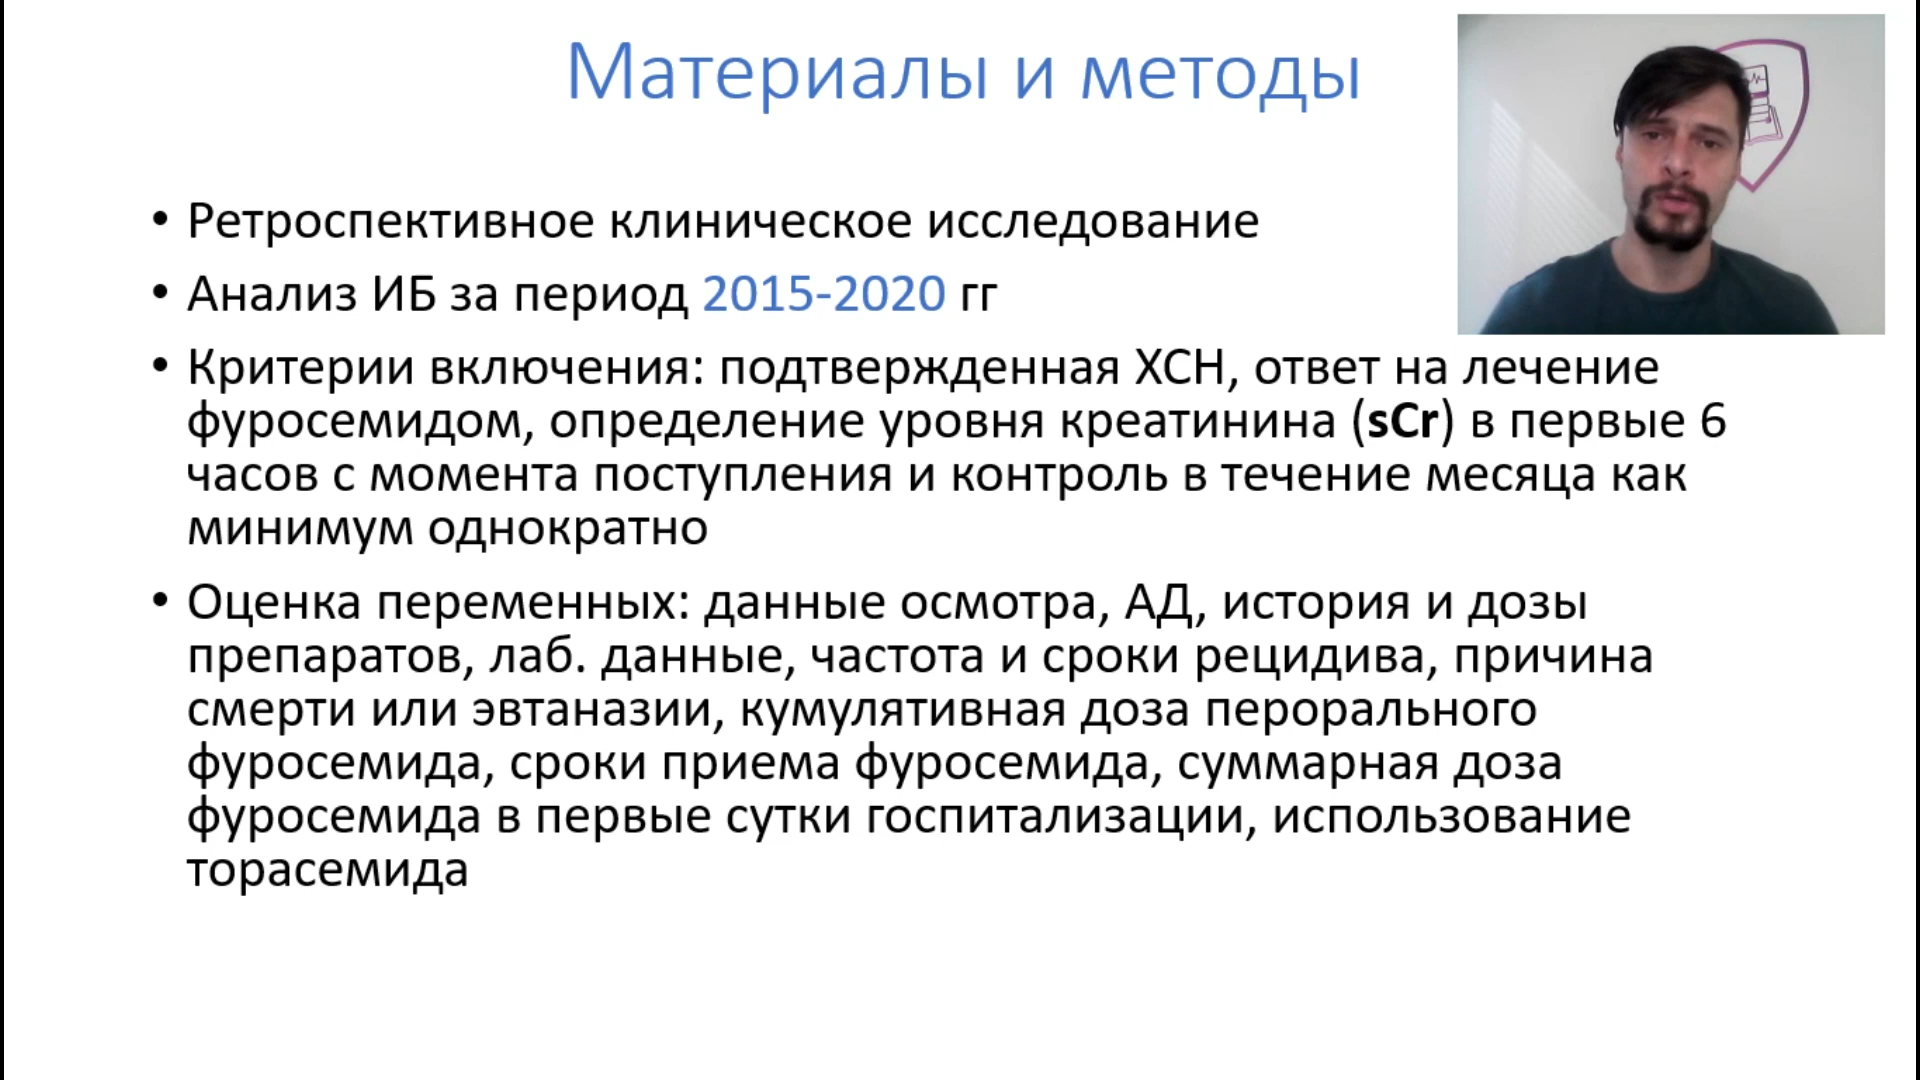 Материалы и методы
• Ретроспективное клиническое исследование
• Анализ ИБ за период 2015-2020 гг
• Критерии включения: подтвержденная ХСН, ответ на лечение
фуросемидом, определение уровня креатинина (sCr) в первые 6
часов с момента поступления и контроль в течение месяца как
минимум однократно
• Оценка переменных: данные осмотра, АД, история и дозы
препаратов, лаб. данные, частота и сроки рецидива, причина
смерти или эвтаназии, кумулятивная доза перорального
фуросемида, сроки приема фуросемида, суммарная доза
фуросемида в первые сутки госпитализации, использование
торасемида